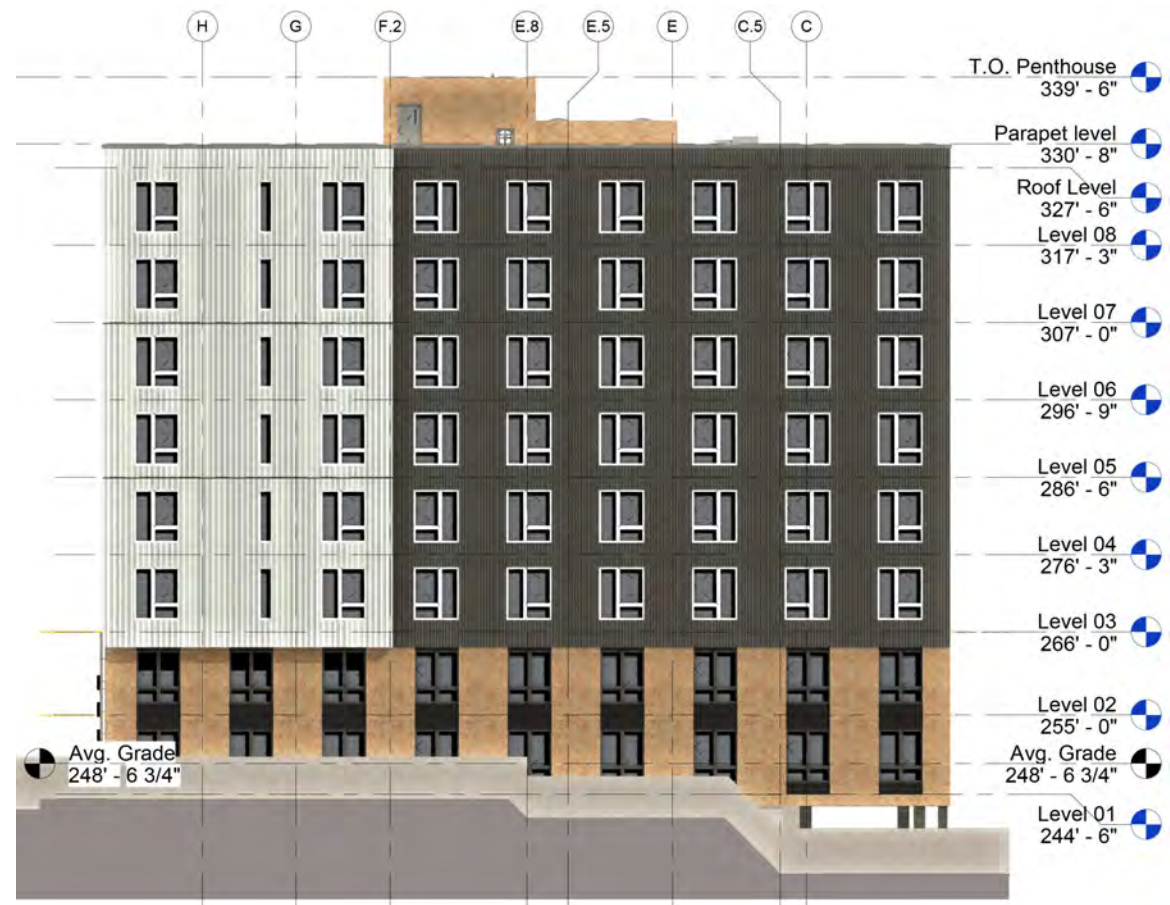 H
G
F.2
E.8
E.5
E
C.5
C
T.O. Penthouse
339' - 6"
Parapet level
330' - 8"
Roof Level
327' - 6"
Level 08
317' - 3"
Level 07
307' - 0"
Level 06
296' - 9"
Level 05
286' - 6"
Level 04
276' - 3"
Level 03
266' - 0"
Level 02
255' - 0"
Avg. Grade
248' - 6 3/4"
Avg. Grade
248' - 6 3/4"
Level 01
244' - 6"